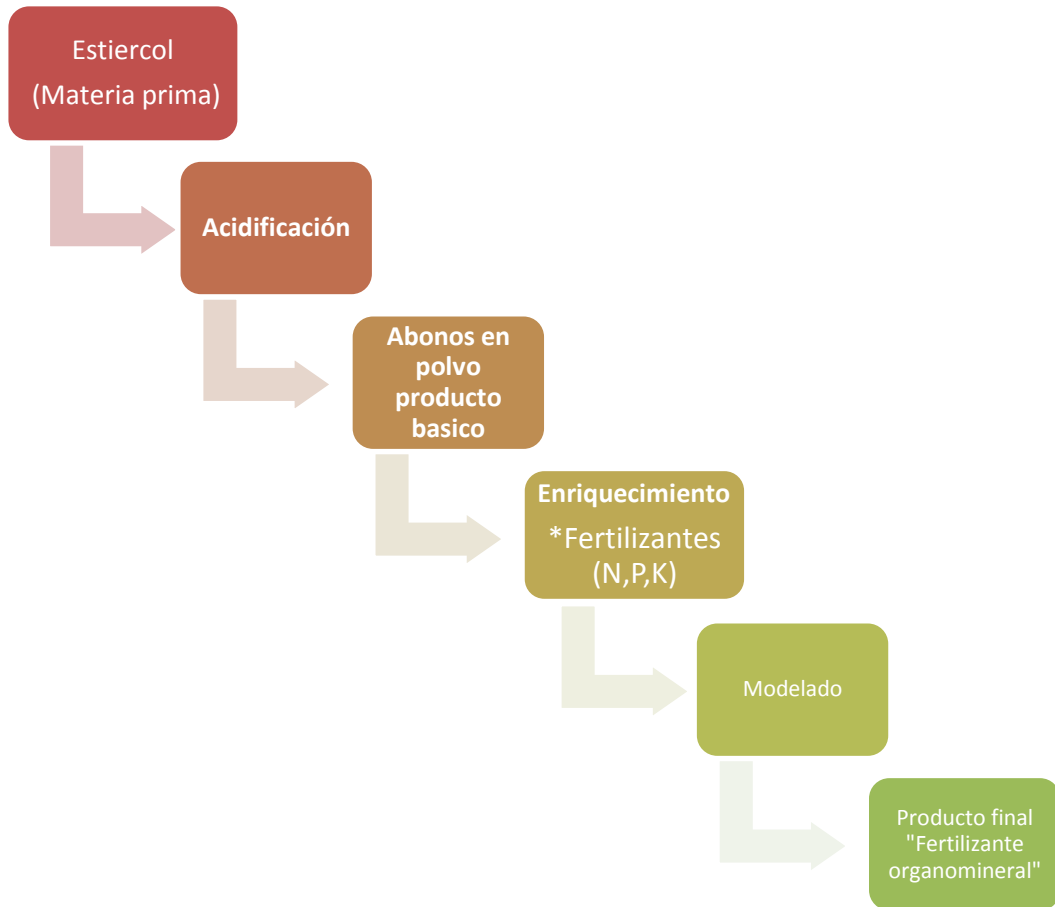 Estiercol
(Materia prima)
Acidificación
Abonos en
polvo
producto
basico
Enriquecimiento
*Fertilizantes
(N,P,K)
Modelado
Producto final
"Fertilizante
organomineral"